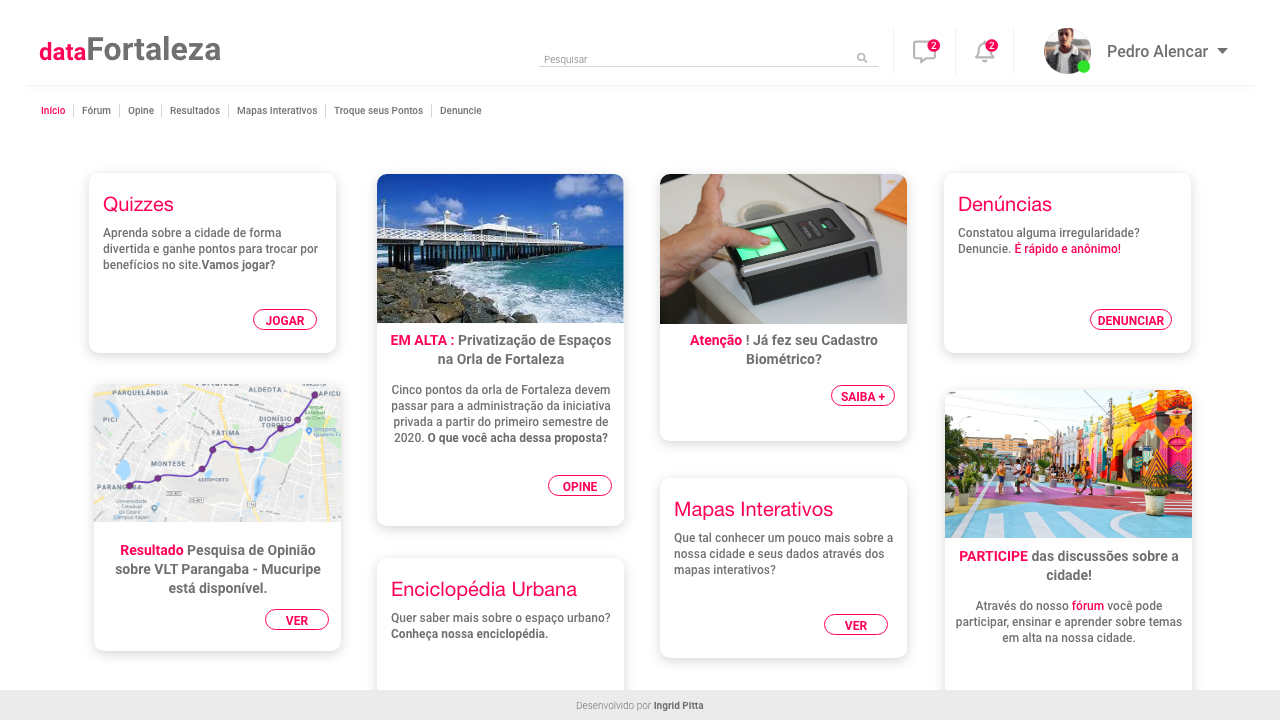 dataFortaleza
Pesquisar
2
2
Pedro Alencar
Início
Fórum
Opine
Resultados
Mapas Interativos
Troque seus Pontos
Denuncie
Quizzes
Aprenda sobre a cidade de forma
divertida e ganhe pontos para trocar por
benefícios no site.Vamos jogar?
JOGAR
EM ALTA : Privatização de Espaços
na Orla de Fortaleza
Cinco pontos da orla de Fortaleza devem
passar para a administração da iniciativa
privada a partir do primeiro semestre de
2020. O que você acha dessa proposta?
OPINE
Atenção ! Já fez seu Cadastro
Biométrico?
SAIBA +
Denúncias
Constatou alguma irregularidade?
Denuncie. É rápido e anônimo!
DENUNCIAR
PARQUELÂNDIA
ALDEOTA
PICI
DIONÍSIO
FÁTIMA
MONTESE
AEROPORTO
Resultado Pesquisa de Opinião
sobre VLT Parangaba - Mucuripe
está disponível.
VER
Enciclopédia Urbana
Quer saber mais sobre o espaço urbano?
Conheça nossa enciclopédia.
Mapas Interativos
Que tal conhecer um pouco mais sobre a
nossa cidade e seus dados através dos
mapas interativos?
VER
PARTICIPE das discussões sobre a
cidade!
Através do nosso fórum você pode
participar, ensinar e aprender sobre temas
em alta na nossa cidade.
Desenvolvido por Ingrid Pitta